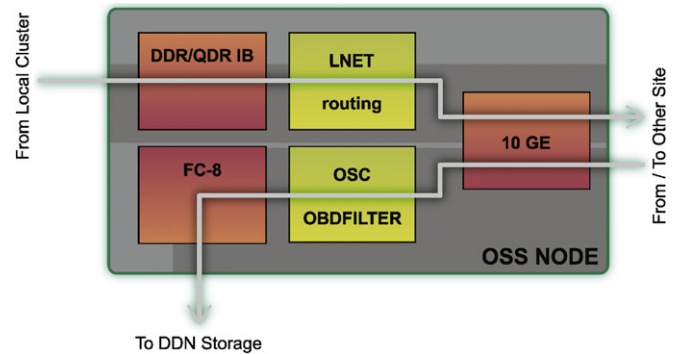 From Local Cluster
DDR/QDR IB
LNET
routing
10 GE
FC-8
OSC
OBDFILTER
OSS NODE
From / To Other Site
To DDN Storage